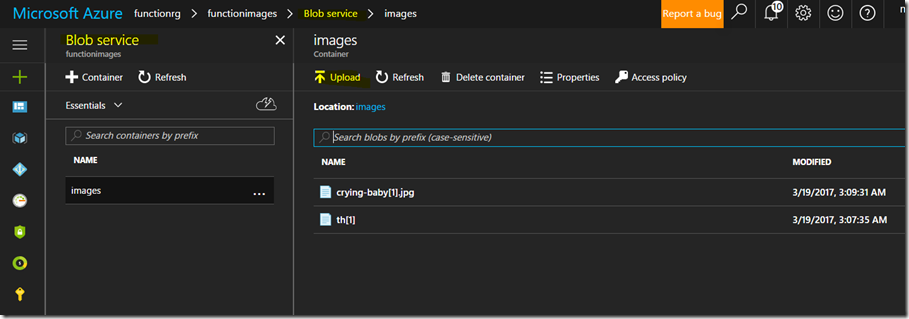 Microsoft Azure functionrg > functionimages > Blob service > images Report a bug 10 n
Blob service
functionimages
Container Refresh
Essentials
Search containers by prefix
NAME
images ...
images
Container
Upload Refresh Delete container Properties Access policy
Location: images
Search blobs by prefix (case-sensitive)
NAME MODIFIED
crying-baby[1].jpg 3/19/2017, 3:09:31 AM
th[1] 3/19/2017, 3:07:35 AM